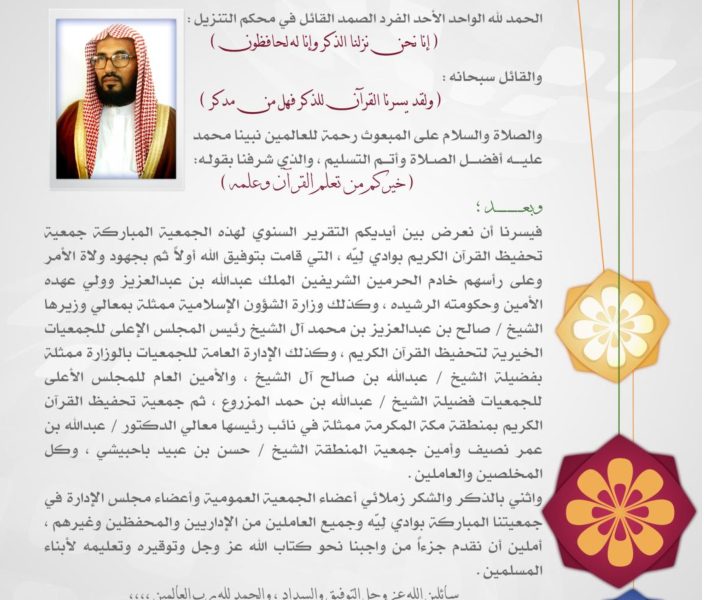 الحمد لله الواحد الأحد الفرد الصمد القائل في محكم التنزيل :
( إنا نحن نزلنا الذكر وإنا له لحافظون )
والقائل سبحانه :
( ولقد يسرنا القرآن للذكر فهل من مدكر )
والصلاة والسلام على المبعوث رحمة للعالمين نبينا محمد
عليه أفضل الصلاة وأتم التسليم ، والذي شرفنا بقوله:
( خيركم من تعلم القرآن وعلمه )
وبعد ؛
فيسرنا أن نعرض بين أيديكم التقرير السنوي لهذه الجمعية المباركة جمعية
تحفيظ القرآن الكريم بوادي ليّه ، التي قامت بتوفيق الله أولاً ثم بجهود ولاة الأمر
وعلى رأسهم خادم الحرمين الشريفين الملك عبدالله بن عبدالعزيز وولي عهده
الأمين وحكومته الرشيده ، وكذلك وزارة الشؤون الإسلامية ممثلة بمعالي وزيرها
الشيخ / صالح بن عبدالعزيز بن محمد آل الشيخ رئيس المجلس الإعلى للجمعيات
الخيرية لتحفيظ القرآن الكريم ، وكذلك الإدارة العامة للجمعيات بالوزارة ممثلة
بفضيلة الشيخ / عبدالله بن صالح آل الشيخ ، والأمين العام للمجلس الأعلى
للجمعيات فضيلة الشيخ / عبدالله بن حمد المزروع ، ثم جمعية تحفيظ القرآن
الكريم بمنطقة مكة المكرمة ممثلة في نائب رئيسها معالي الدكتور / عبدالله بن
عمر نصيف وأمين جمعية المنطقة الشيخ / حسن بن عبيد باحبيشي ، وكل
المخلصين والعاملين .
واثني بالذكر والشكر زملائي أعضاء الجمعية العمومية وأعضاء مجلس الإدارة في
جمعيتنا المباركة بوادي ليّه وجميع العاملين من الإداريين والمحفظين وغيرهم ،
آملين أن نقدم جزءاً من واجبنا نحو كتاب الله عز وجل وتوقيره وتعليمه لأبناء
المسلمين .
سائلين الله عز وجل التوفيق والسداد ، والحمد لله رب العالمين ،،،،